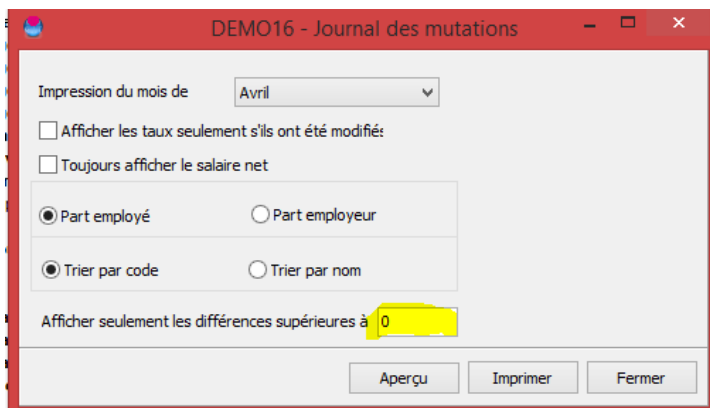 DEMO16 - Journal des mutations
Impression du mois de Avril
Afficher les taux seulement s'ils ont été modifiés
Toujours afficher le salaire net
Part employé Part employeur
Trier par code Trier par nom
Afficher seulement les différences supérieures à 0
Aperçu Imprimer Fermer